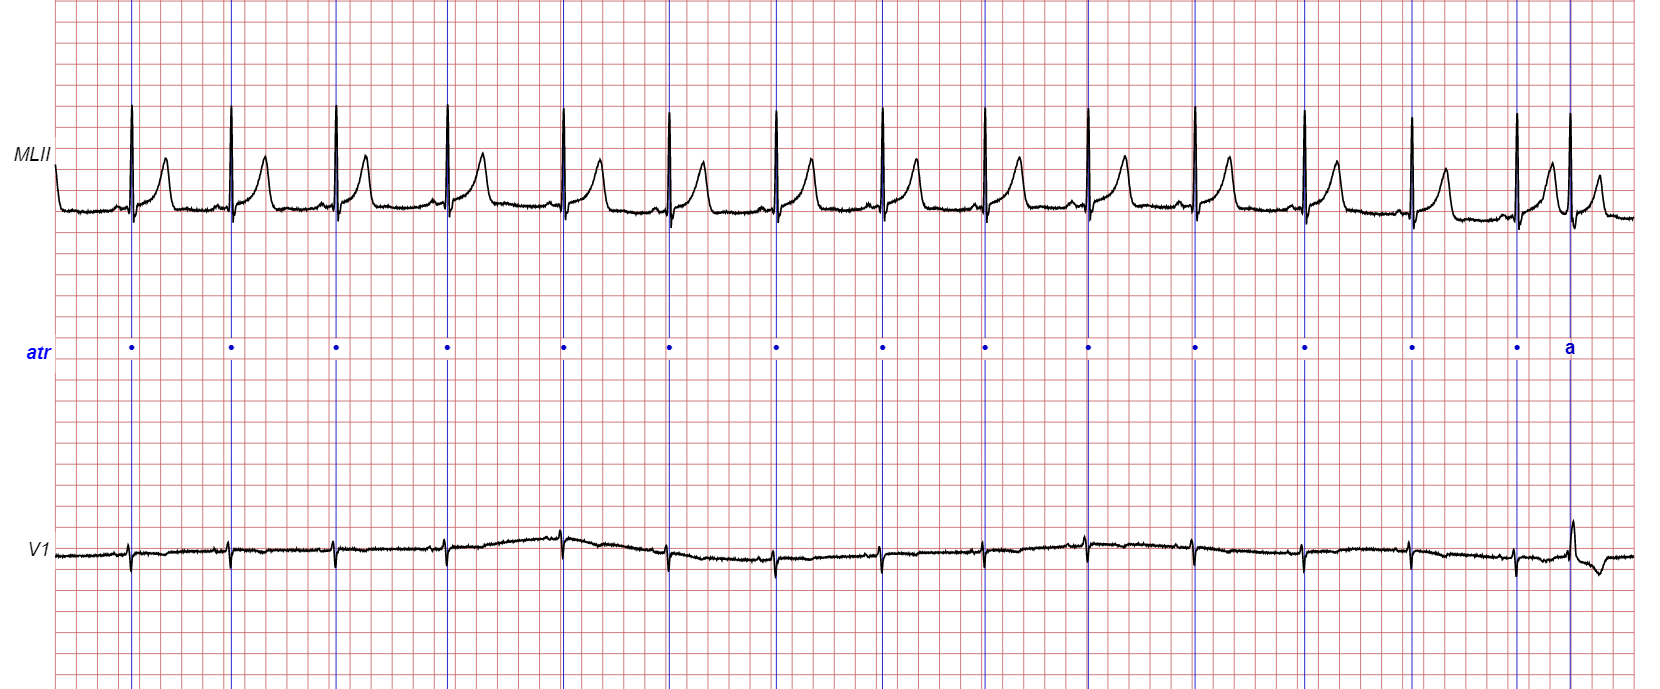 MLII
atr • • • • • • • • • • • • • • a
V1